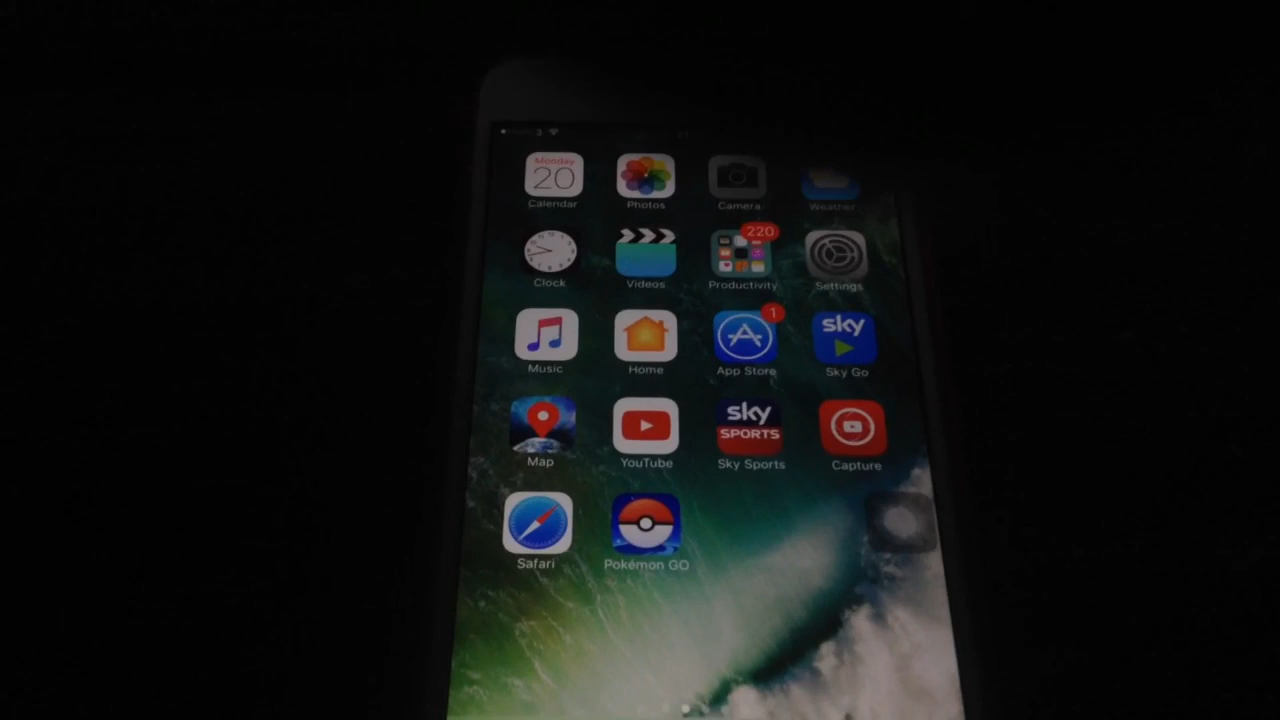 3
Monday
20
Calendar Photos Camera Weather
220
Clock Videos Productivity Settings
1
sky
Music Home App Store Sky Go
sky
SPORTS
Map YouTube Sky Sports Capture
Safari Pokémon GO